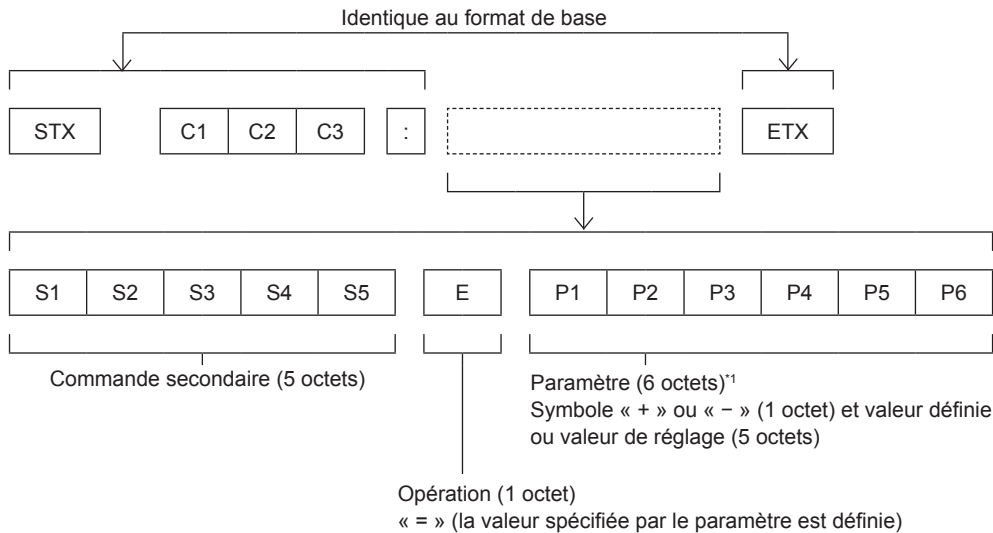 Identique au format de base
STX C1 C2 C3 : ETX
S1 S2 S3 S4 S5 E P1 P2 P3 P4 P5 P6
Commande secondaire (5 octets)
Paramètre (6 octets)*1
Symbole « + » ou « − » (1 octet) et valeur définie
ou valeur de réglage (5 octets)
Opération (1 octet)
« = » (la valeur spécifiée par le paramètre est définie)